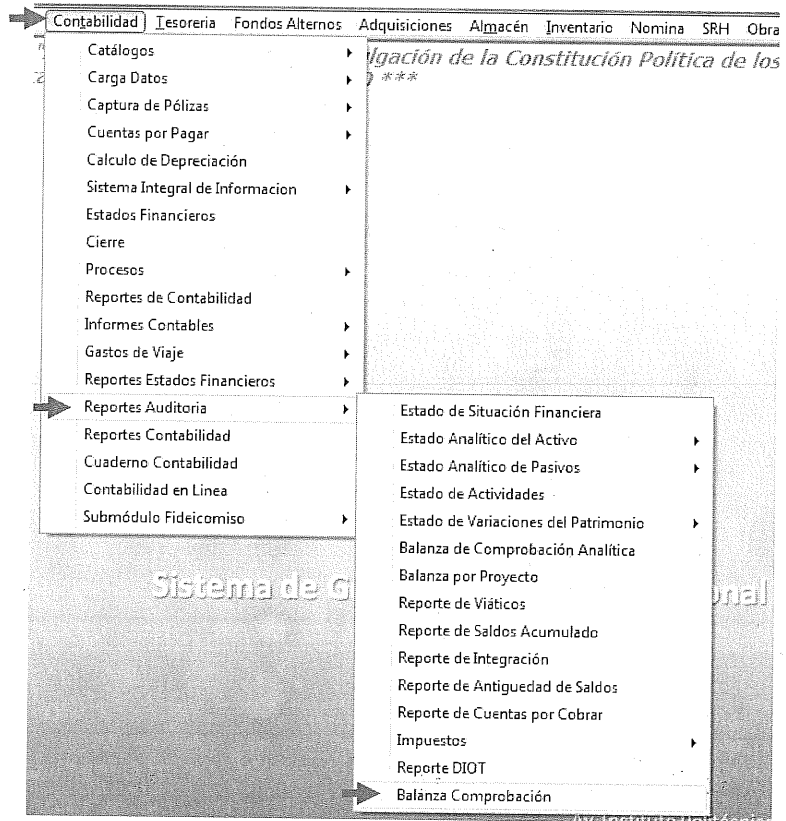 Contabilidad Tesoreria Fondos Alternos Adquisiciones Almacén Inventario Nomina SRH Obra
lgación de la Constitución Política de los
***
Catálogos
Carga Datos
Captura de Pólizas
Cuentas por Pagar
Calculo de Depreciación
Sistema Integral de Informacion
Estados Financieros
Cierre
Procesos
Reportes de Contabilidad
Informes Contables
Gastos de Viaje
Reportes Estados Financieros
Reportes Auditoria
Reportes Contabilidad
Cuaderno Contabilidad
Contabilidad en Linea
Submódulo Fideicomiso
Estado de Situación Financiera
Estado Analítico del Activo
Estado Analítico de Pasivos
Estado de Actividades
Estado de Variaciones del Patrimonio
Balanza de Comprobación Analítica
Balanza por Proyecto
Reporte de Viáticos
Reporte de Saldos Acumulado
Reporte de Integración
Reporte de Antiguedad de Saldos
Reporte de Cuentas por Cobrar
Impuestos
Reporte DIOT
Balanza Comprobación
Sistema de G onal